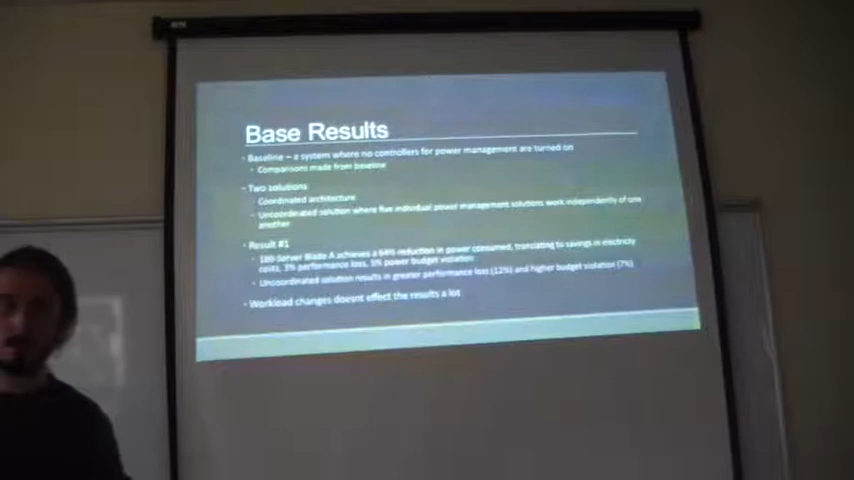 Base Results
Baseline – a system where no controllers for power management are turned on
Comparisons made from baseline
Two solutions
Coordinated architecture
Uncoordinated solution where five individual power management solutions work independently of one
another
Result #1
180-Server Blade A achieves a 64% reduction in power consumed, translating to savings in electricity
costs, 3% performance loss, 5% power budget violation
Uncoordinated solution results in greater performance loss (12%) and higher budget violation (7%)
Workload changes doesnt effect the results a lot